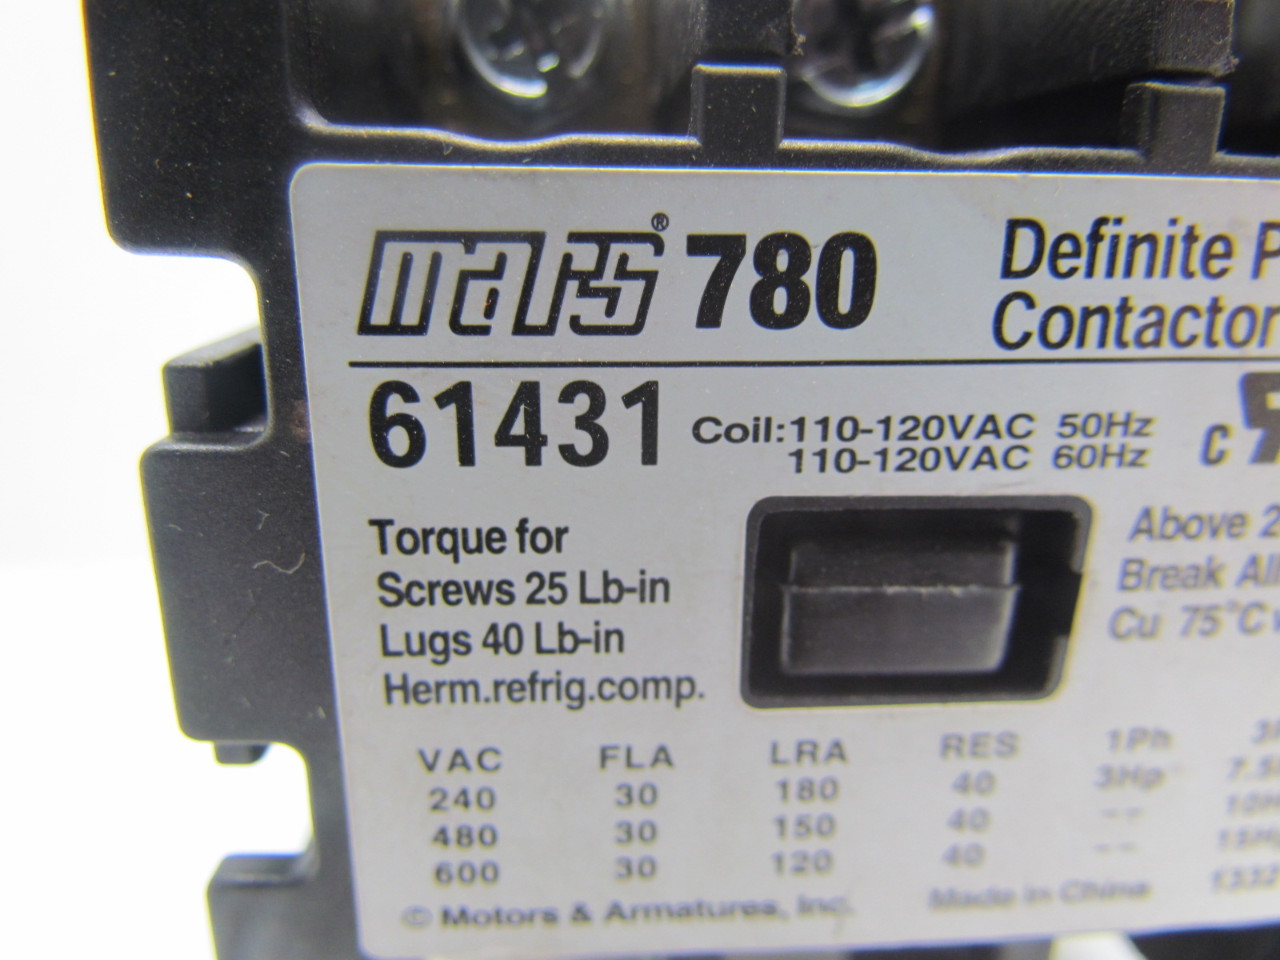 mars® 780
Definite
Contactor
61431
Coil: 110-120VAC 50Hz
110-120VAC 60Hz
C
Torque for
Screws 25 Lb-in
Lugs 40 Lb-in
Herm.refrig.comp.
Above
Break
Cu 75°C
VAC FLA LRA RES 1Ph
240 30 180 40 3Hp
480 30 150 40 --
600 30 120 40 --
© Motors & Armatures, Inc. Made in China